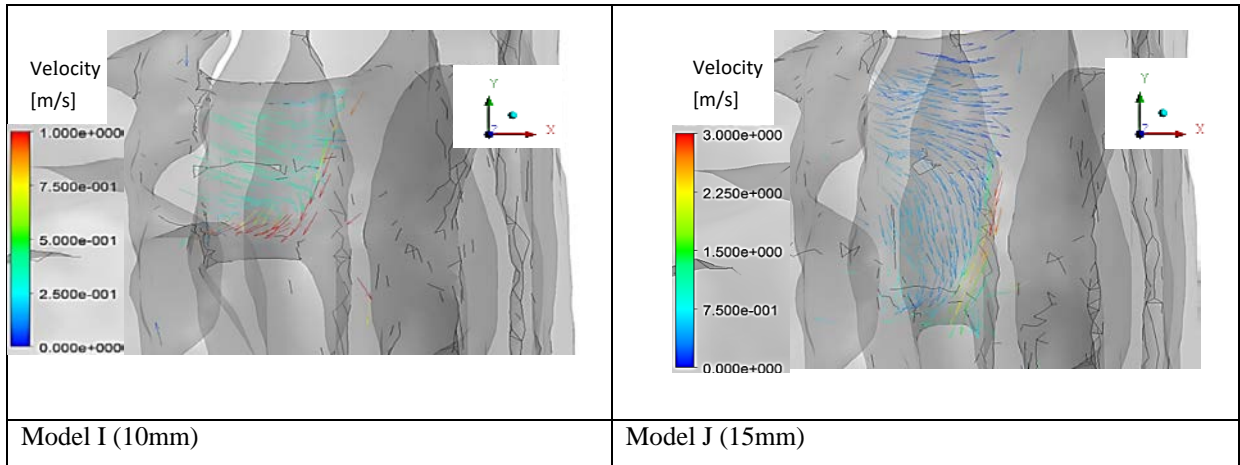 Velocity
[m/s]
1.000e+000
7.500e-001
5.000e-001
2.500e-001
0.000e+000
Y
X
Z
Model I (10mm)
Velocity
[m/s]
3.000e+000
2.250e+000
1.500e+000
7.500e-001
0.000e+000
Y
X
Z
Model J (15mm)